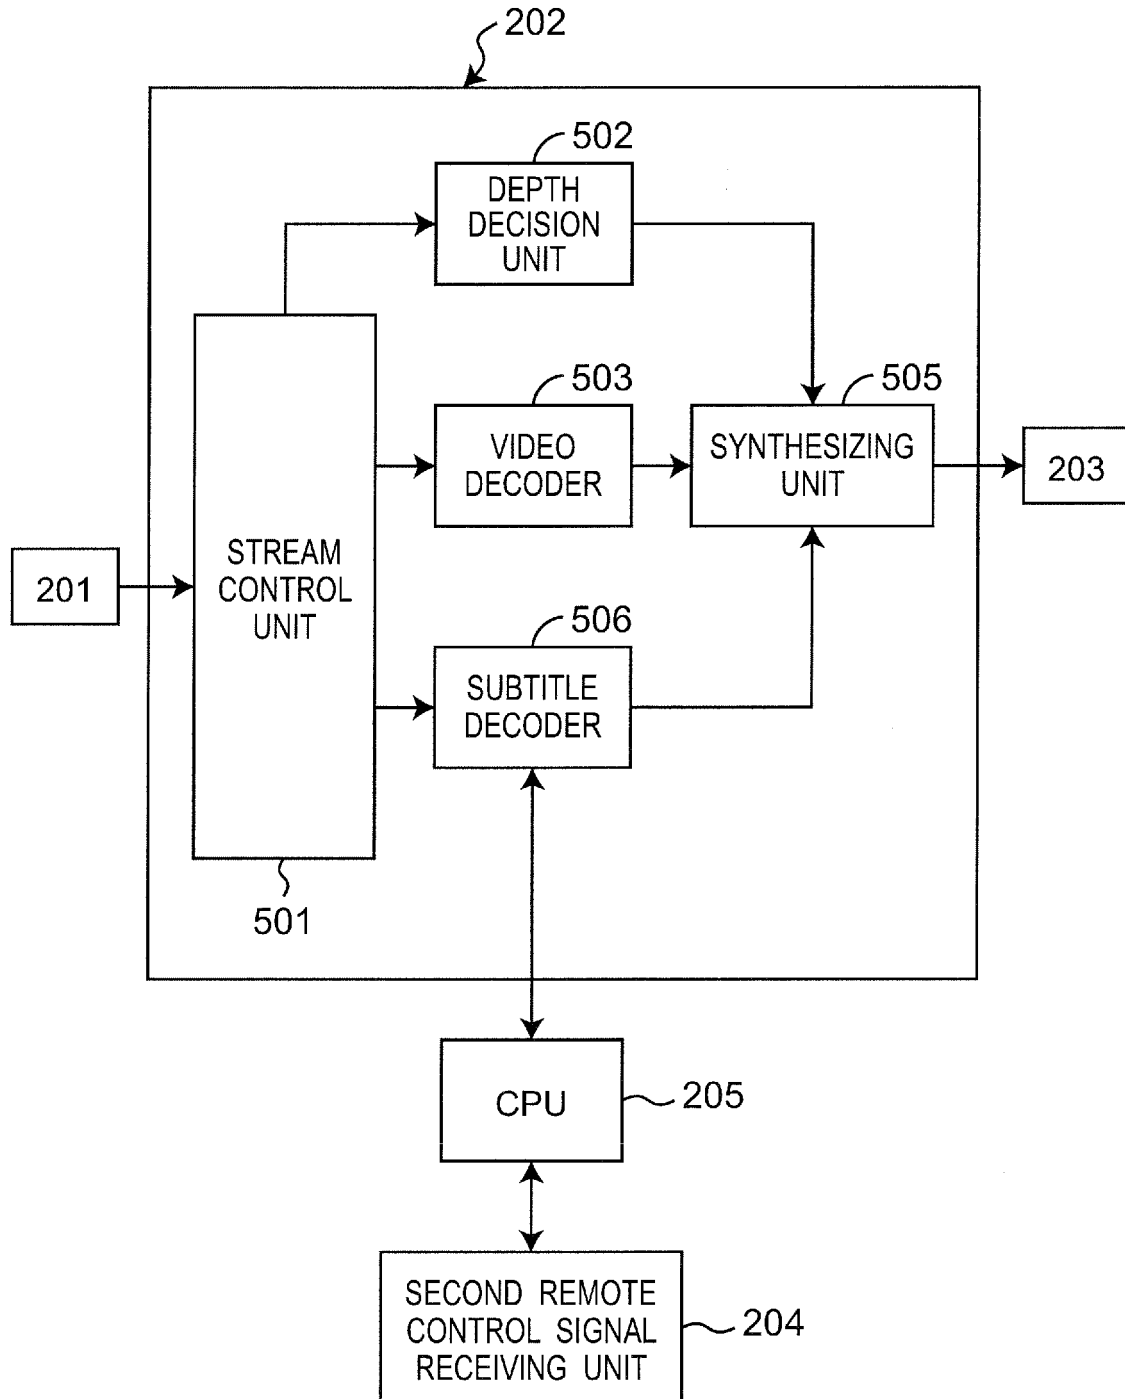 202
502
DEPTH
DECISION
UNIT
503
505
VIDEO
DECODER
SYNTHESIZING
UNIT
203
201
STREAM
CONTROL
UNIT
506
SUBTITLE
DECODER
501
CPU
205
SECOND REMOTE
CONTROL SIGNAL
RECEIVING UNIT
204